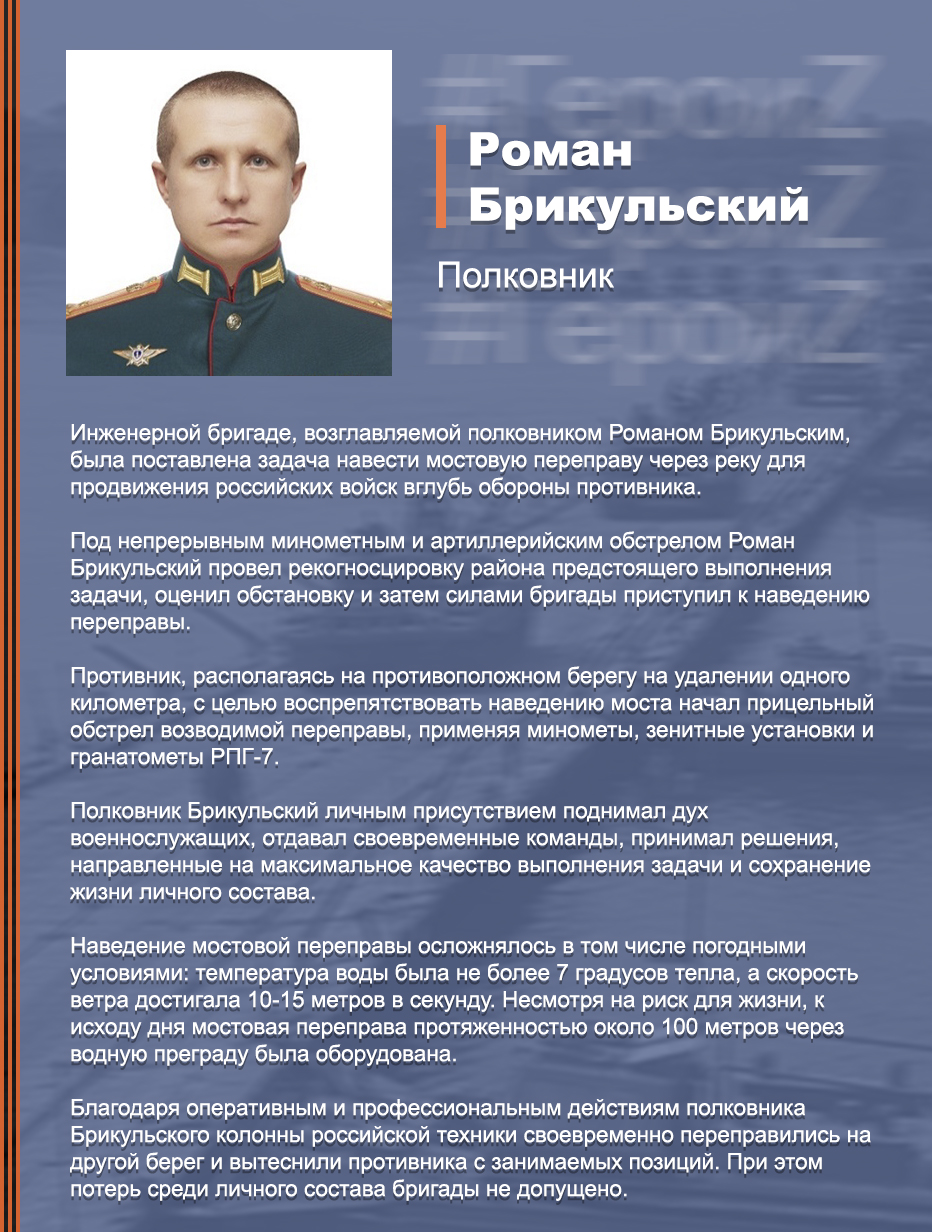 #ГероиZ
Роман
Брикульский
#ГероиZ
Полковник
#ГероиZ
Инженерной бригаде, возглавляемой полковником Романом Брикульским,
была поставлена задача навести мостовую переправу через реку для
продвижения российских войск вглубь обороны противника.
Под непрерывным минометным и артиллерийским обстрелом Роман
Брикульский провел рекогносцировку района предстоящего выполнения
задачи, оценил обстановку и затем силами бригады приступил к наведению
переправы.
Противник, располагаясь на противоположном берегу на удалении одного
километра, с целью воспрепятствовать наведению моста начал прицельный
обстрел возводимой переправы, применяя минометы, зенитные установки и
гранатометы РПГ-7.
Полковник Брикульский личным присутствием поднимал дух
военнослужащих, отдавал своевременные команды, принимал решения,
направленные на максимальное качество выполнения задачи и сохранение
жизни личного состава.
Наведение мостовой переправы осложнялось в том числе погодными
условиями: температура воды была не более 7 градусов тепла, а скорость
ветра достигала 10-15 метров в секунду. Несмотря на риск для жизни, к
исходу дня мостовая переправа протяженностью около 100 метров через
водную преграду была оборудована.
Благодаря оперативным и профессиональным действиям полковника
Брикульского колонны российской техники своевременно переправились на
другой берег и вытеснили противника с занимаемых позиций. При этом
потерь среди личного состава бригады не допущено.